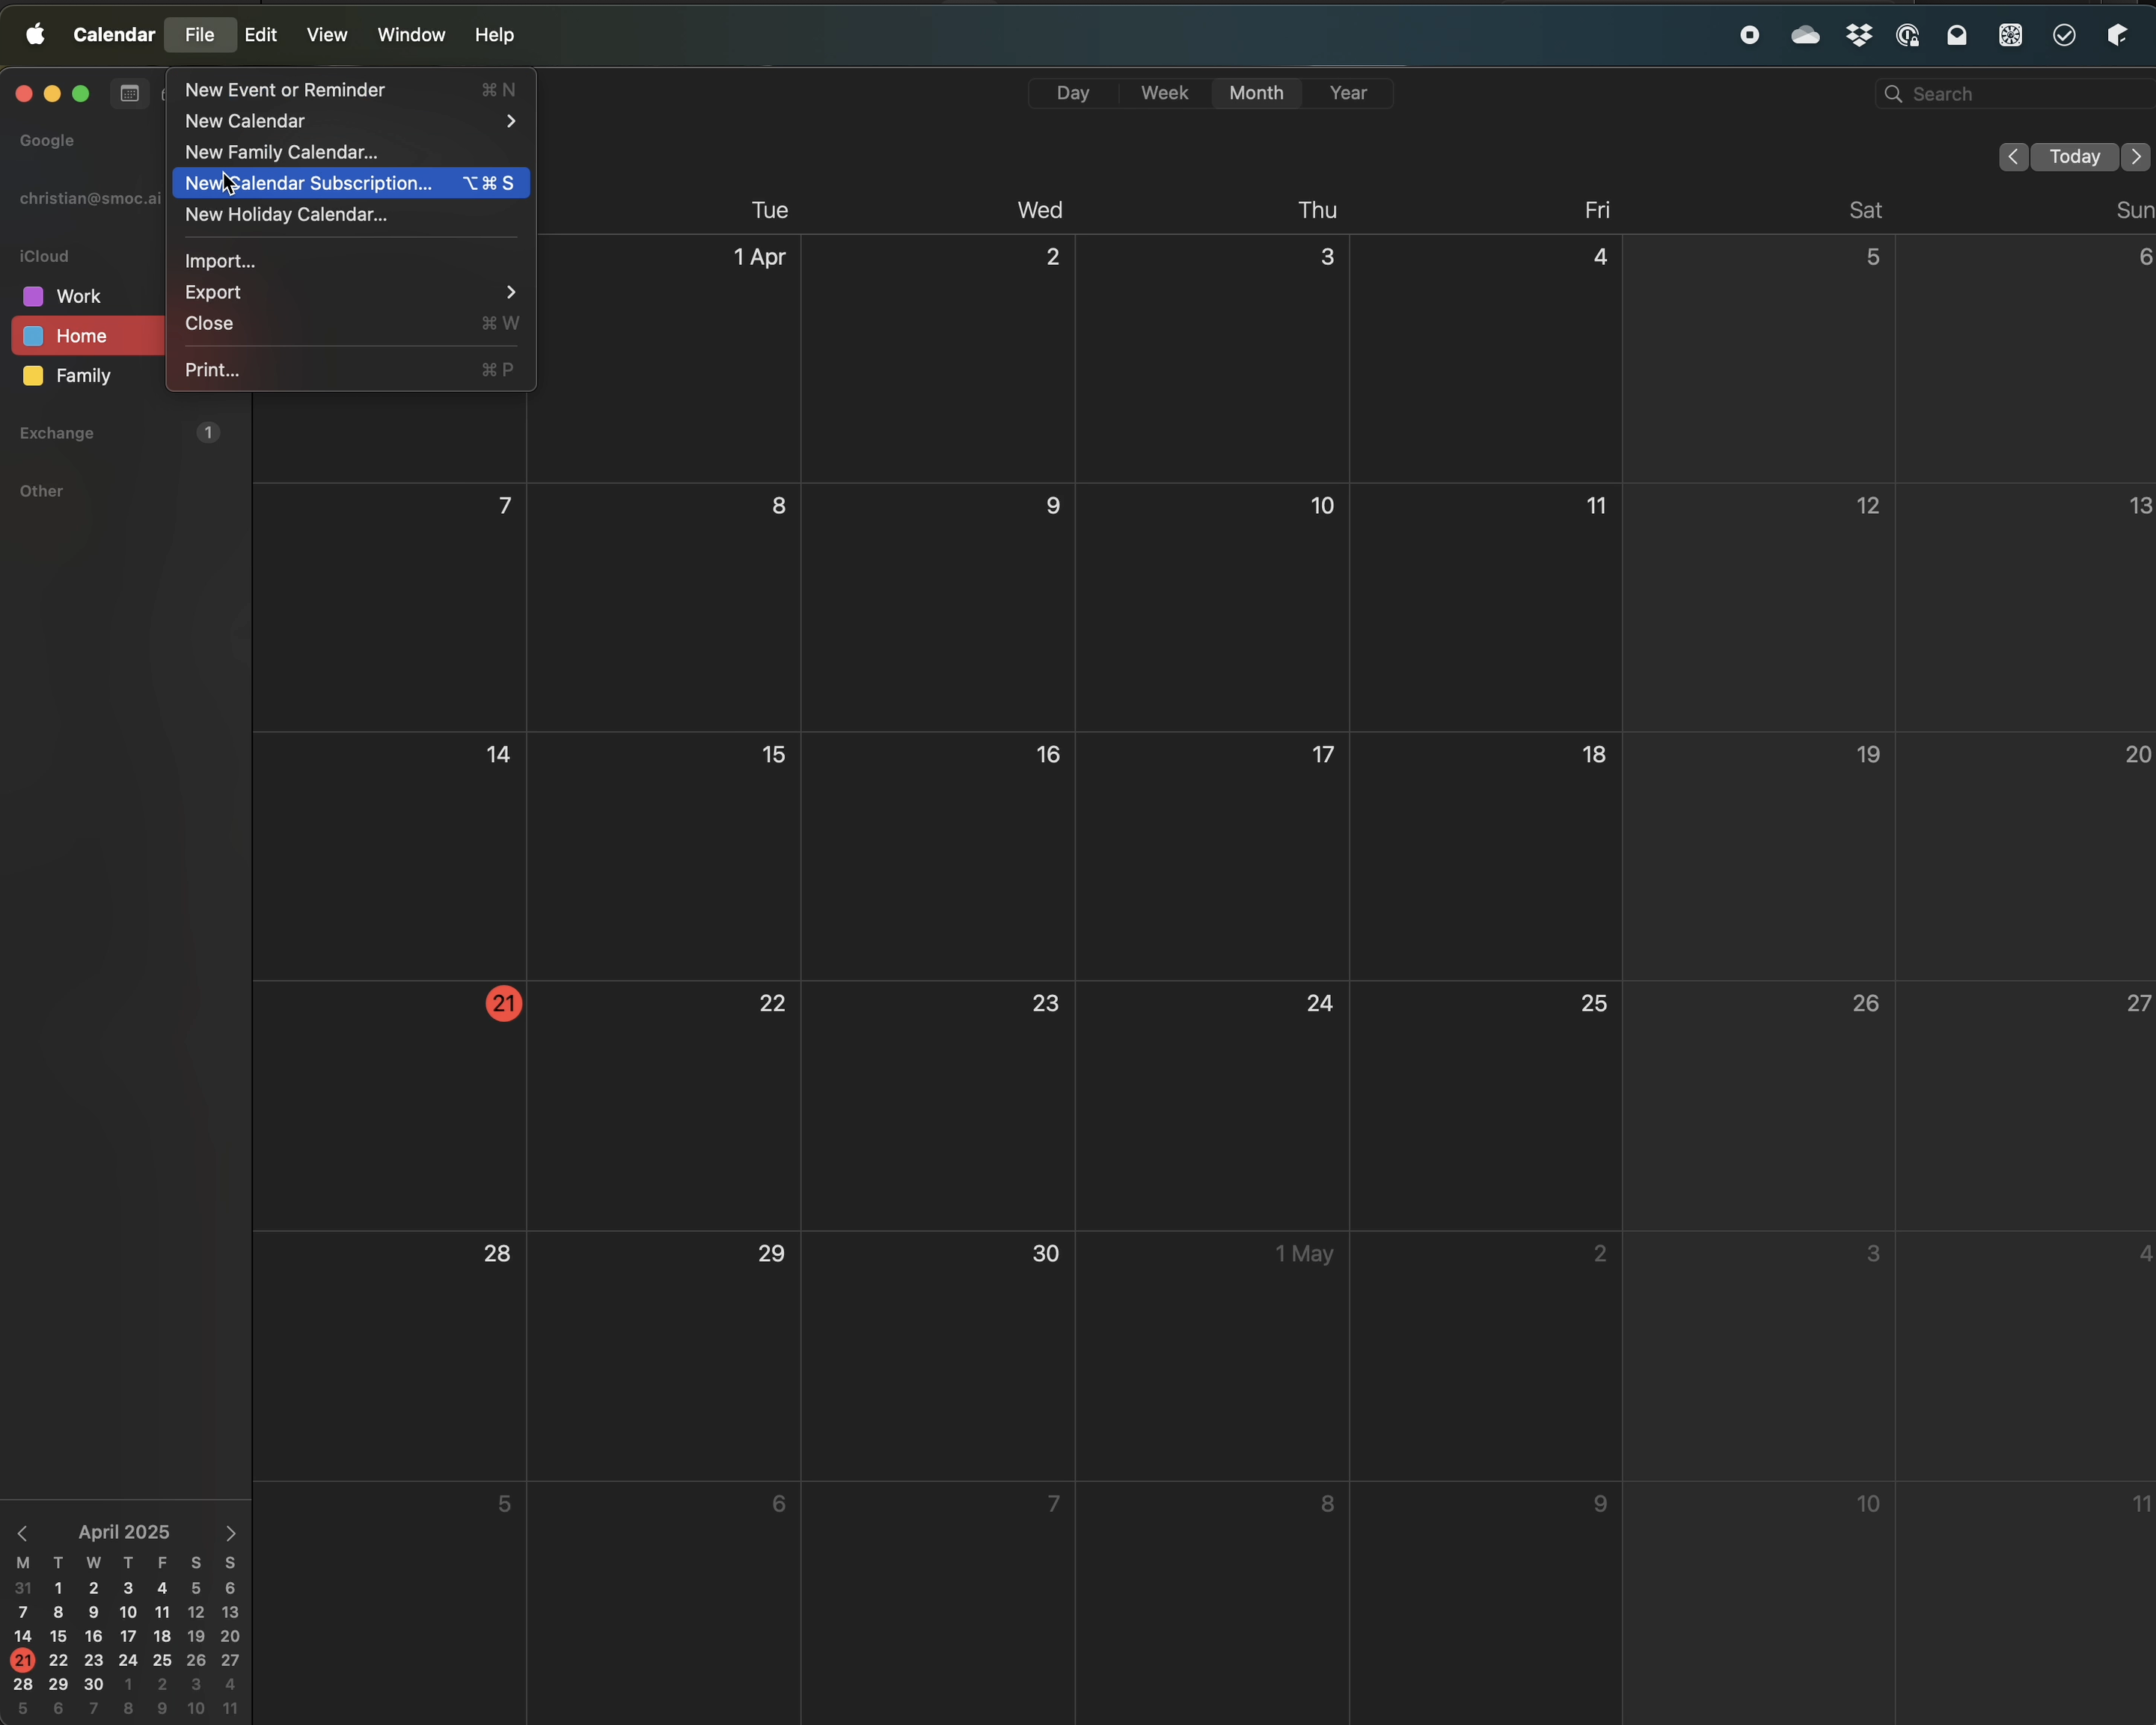 Calendar File Edit View Window Help
Day Week Month Year
Search
New Event or Reminder ⌘ N
New Calendar
New Family Calendar...
New Calendar Subscription... ⌥ ⌘ S
New Holiday Calendar...
Import...
Export
Close ⌘ W
Print... ⌘ P
Google
christian@smoc.ai
iCloud
Work
Home
Family
Exchange 1
Other
Today
Tue Wed Thu Fri Sat Sun
1 Apr 2 3 4 5 6
7 8 9 10 11 12 13
14 15 16 17 18 19 20
21 22 23 24 25 26 27
28 29 30 1 May 2 3 4
5 6 7 8 9 10 11
April 2025
M T W T F S S
31 1 2 3 4 5 6
7 8 9 10 11 12 13
14 15 16 17 18 19 20
21 22 23 24 25 26 27
28 29 30 1 2 3 4
5 6 7 8 9 10 11